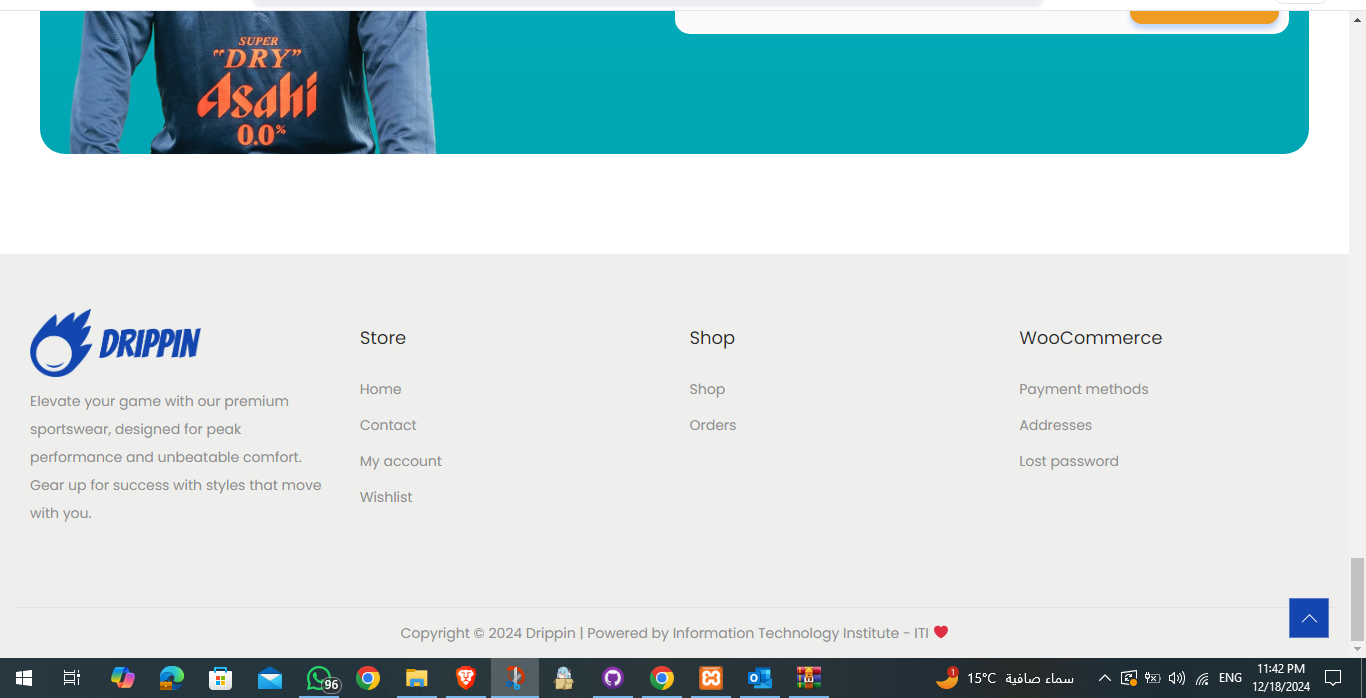 SUPER
"DRY"
Asahi
0.0%
DRIPPIN
Elevate your game with our premium
sportswear, designed for peak
performance and unbeatable comfort.
Gear up for success with styles that move
with you.
Store
Home
Contact
My account
Wishlist
Shop
Shop
Orders
WooCommerce
Payment methods
Addresses
Lost password
Copyright © 2024 Drippin | Powered by Information Technology Institute - ITI ❤
96
1
15°C سماء صافية
ENG
11:42 PM
12/18/2024